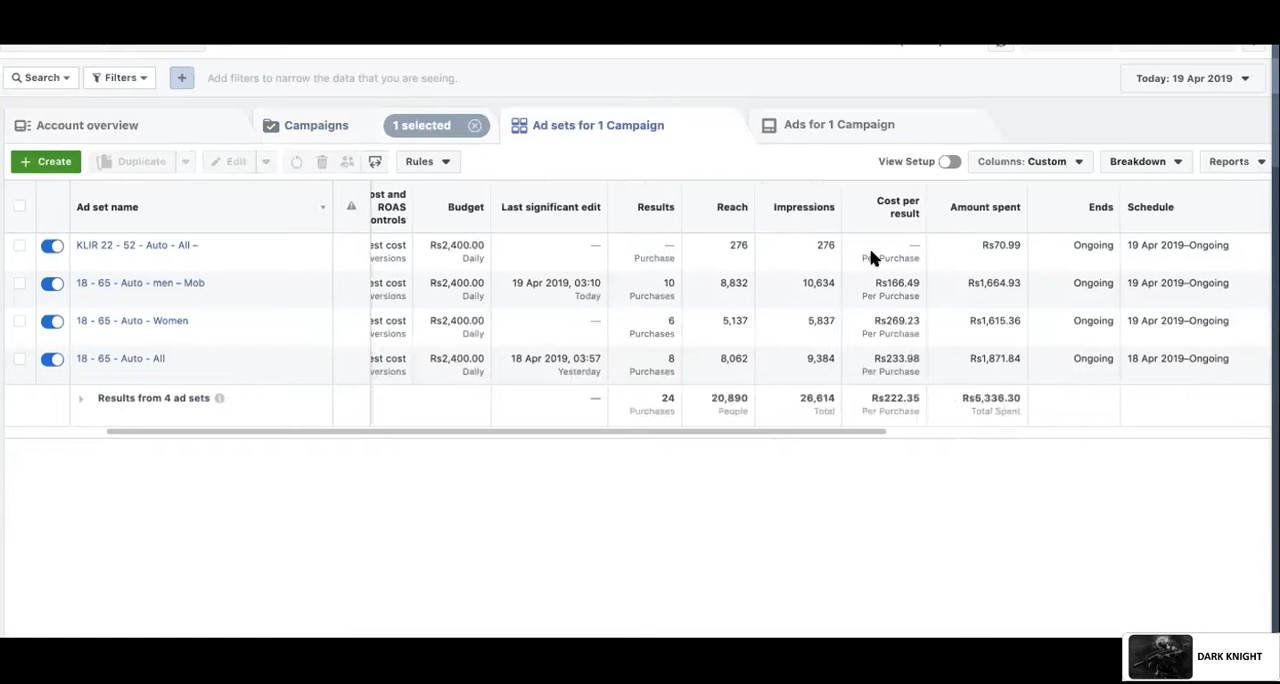 Search
Filters
+
Add filters to narrow the data that you are seeing.
Today: 19 Apr 2019
Account overview
Campaigns
1 selected
Ad sets for 1 Campaign
Ads for 1 Campaign
+ Create
Duplicate
Edit
Rules
View Setup
Columns: Custom
Breakdown
Reports
Ad set name
ost and
ROAS
ontrols
Budget
Last significant edit
Results
Reach
Impressions
Cost per
result
Amount spent
Ends
Schedule
KLIR 22 - 52 - Auto - All –
est cost
versions
Rs2,400.00
Daily
—
—
Purchase
276
276
—
Per Purchase
Rs70.99
Ongoing
19 Apr 2019–Ongoing
18 - 65 - Auto - men – Mob
est cost
versions
Rs2,400.00
Daily
19 Apr 2019, 03:10
Today
10
Purchases
8,832
10,634
Rs166.49
Per Purchase
Rs1,664.93
Ongoing
19 Apr 2019–Ongoing
18 - 65 - Auto - Women
est cost
versions
Rs2,400.00
Daily
—
6
Purchases
5,137
5,837
Rs269.23
Per Purchase
Rs1,615.36
Ongoing
19 Apr 2019–Ongoing
18 - 65 - Auto - All
est cost
versions
Rs2,400.00
Daily
18 Apr 2019, 03:57
Yesterday
8
Purchases
8,062
9,384
Rs233.98
Per Purchase
Rs1,871.84
Ongoing
18 Apr 2019–Ongoing
Results from 4 ad sets
—
24
Purchases
20,890
People
26,614
Total
Rs222.35
Per Purchase
Rs5,336.30
Total Spent
DARK KNIGHT